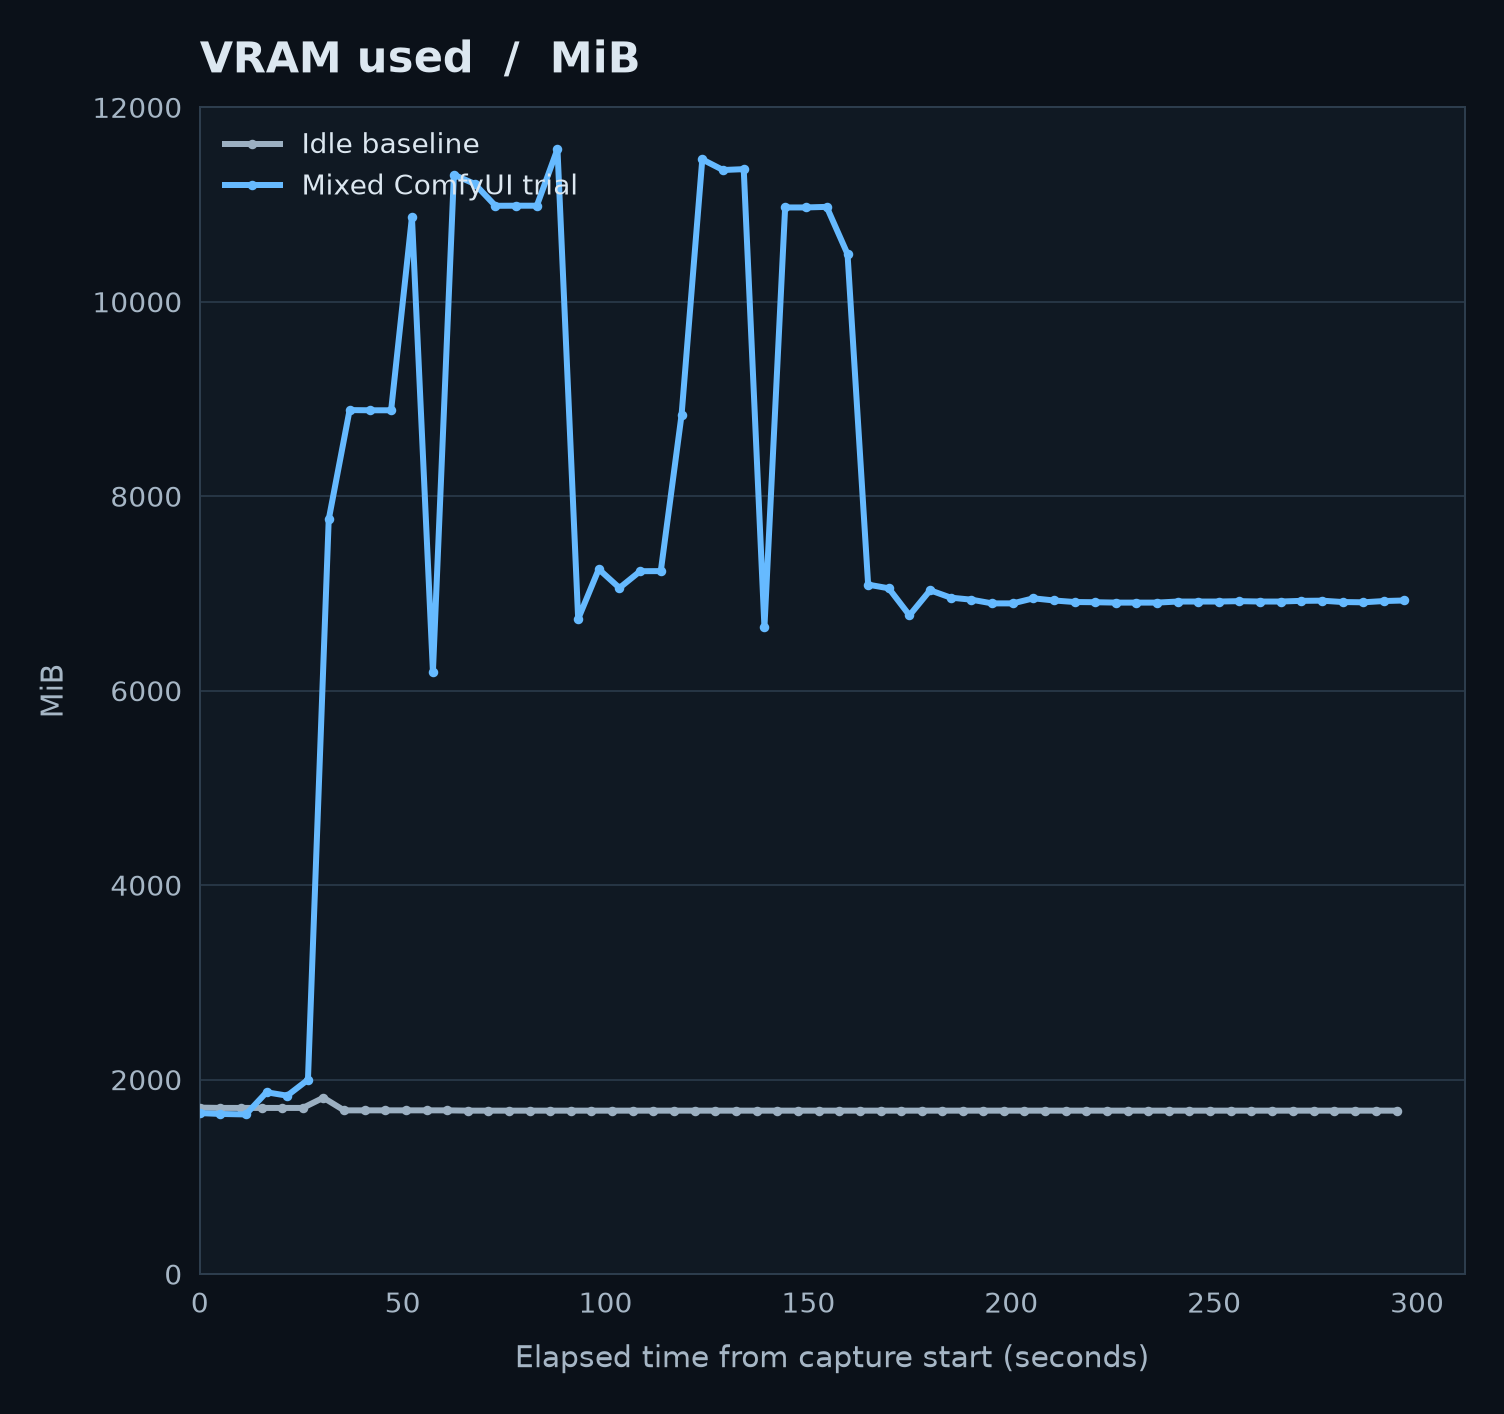 VRAM used / MiB
12000
Idle baseline
Mixed ComfyUI trial
10000
8000
6000
MiB
4000
2000
0
0 50 100 150 200 250 300
Elapsed time from capture start (seconds)